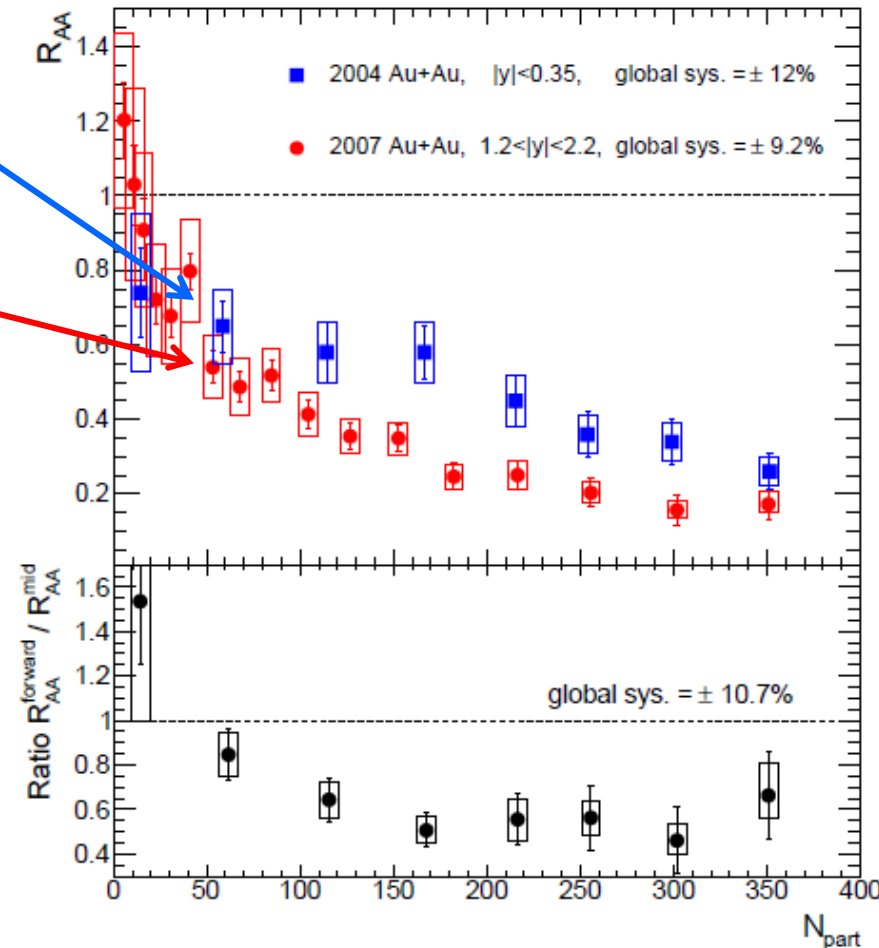 R_AA
1.4
2004 Au+Au, |y|<0.35, global sys. = ± 12%
1.2
2007 Au+Au, 1.2<|y|<2.2, global sys. = ± 9.2%
1
0.8
0.6
0.4
0.2
Ratio R_AA^forward / R_AA^mid
1.6
1.4
1.2
global sys. = ± 10.7%
1
0.8
0.6
0.4
0 50 100 150 200 250 300 350 400
N_part